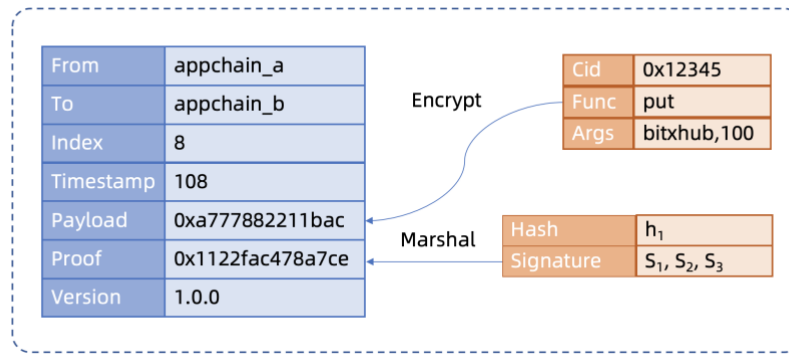 From appchain_a
To appchain_b
Index 8
Timestamp 108
Payload 0xa777882211bac
Proof 0x1122fac478a7ce
Version 1.0.0
Encrypt
Marshal
Cid 0x12345
Func put
Args bitxhub,100
Hash h₁
Signature S₁, S₂, S₃